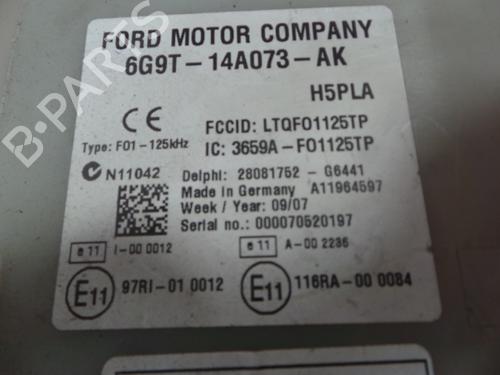 FORD MOTOR COMPANY
6G9T-14A073-AK
H5PLA
CE
FCCID: LTQFO1125TP
Type: F01-125kHz
IC: 3659A-FO1125TP
N11042
Delphi: 28081752 -G6441
Made in Germany A11964597
Week / Year: 09/07
Serial no.: 000070520197
e11 I-00 0012
e11 A-00 2236
E11 97RI-01 0012
E11 116RA-00 0084
B-PARTS